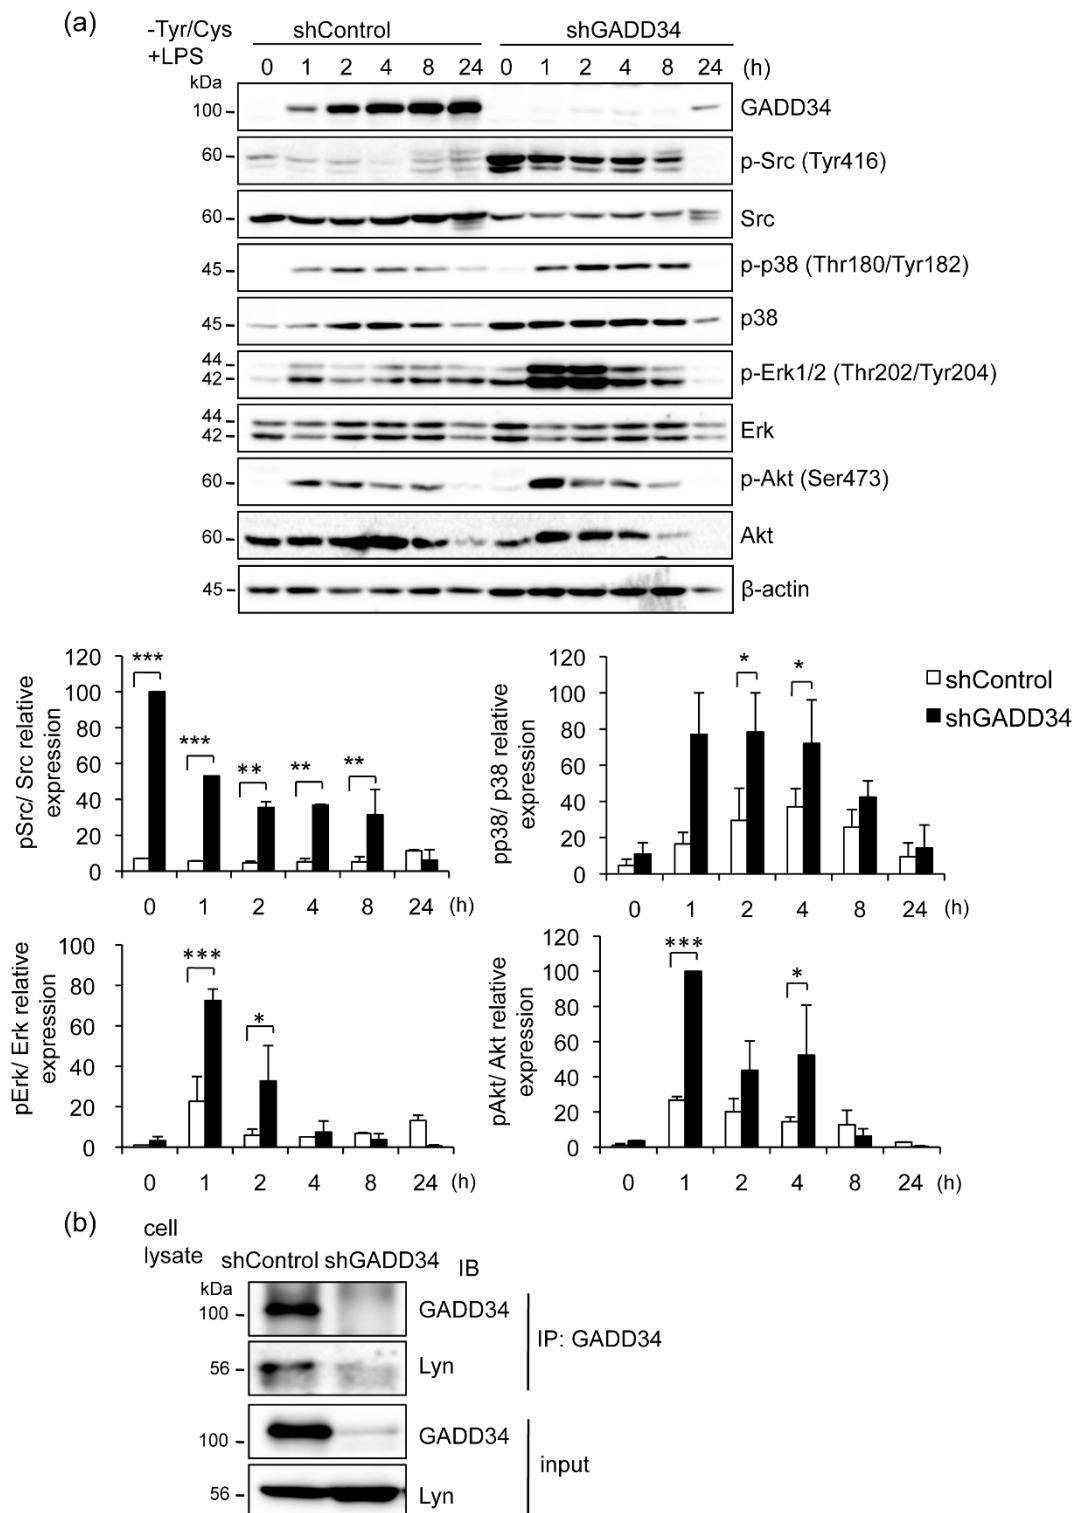 (a)
-Tyr/Cys shControl shGADD34
+LPS 0 1 2 4 8 24 0 1 2 4 8 24 (h)
kDa
100 GADD34
60 p-Src (Tyr416)
60 Src
45 p-p38 (Thr180/Tyr182)
45 p38
44
42 p-Erk1/2 (Thr202/Tyr204)
44
42 Erk
60 p-Akt (Ser473)
60 Akt
45 β-actin
pSrc/ Src relative
expression
120
100
80
60
40
20
0
*** *** ** ** **
0 1 2 4 8 24 (h)
pp38/ p38 relative
expression
120
100
80
60
40
20
0
* *
0 1 2 4 8 24 (h)
shControl
shGADD34
pErk/ Erk relative
expression
100
80
60
40
20
0
*** *
0 1 2 4 8 24 (h)
pAkt/ Akt relative
expression
120
100
80
60
40
20
0
*** *
0 1 2 4 8 24 (h)
(b)
cell
lysate shControl shGADD34 IB
kDa
100 GADD34
56 Lyn
IP: GADD34
100 GADD34
56 Lyn
input